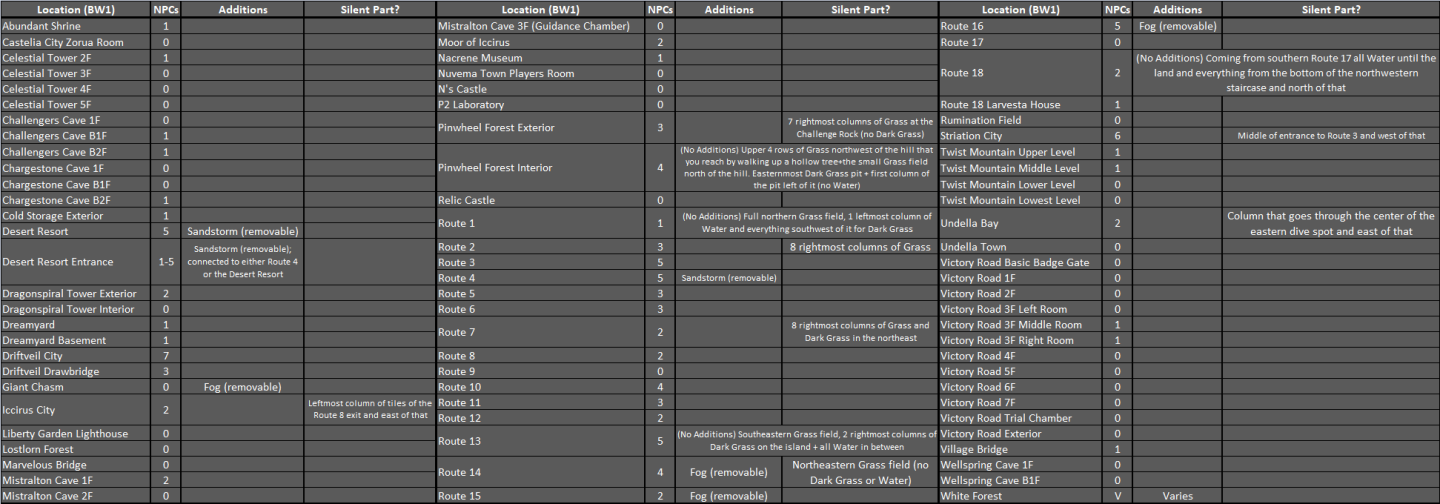 Location (BW1) NPCs Additions Silent Part?
Abundant Shrine 1
Castelia City Zorua Room 0
Celestial Tower 2F 1
Celestial Tower 3F 0
Celestial Tower 4F 0
Celestial Tower 5F 0
Challengers Cave 1F 0
Challengers Cave B1F 1
Challengers Cave B2F 1
Chargestone Cave 1F 0
Chargestone Cave B1F 0
Chargestone Cave B2F 1
Cold Storage Exterior 1
Desert Resort 5 Sandstorm (removable)
Desert Resort Entrance 1-5 Sandstorm (removable;
connected to either Route 4
or the Desert Resort
Dragonspiral Tower Exterior 2
Dragonspiral Tower Interior 0
Dreamyard 1
Dreamyard Basement 1
Driftveil City 7
Driftveil Drawbridge 3
Giant Chasm 0 Fog (removable)
Iccirus City 2 Leftmost column of tiles of the
Route 8 exit and east of that
Liberty Garden Lighthouse 0
Lostlorn Forest 0
Marvelous Bridge 0
Mistralton Cave 1F 2
Mistralton Cave 2F 0
Location (BW1) NPCs Additions Silent Part?
Mistralton Cave 3F (Guidance Chamber) 0
Moor of Iccirus 2
Nacrene Museum 1
Nuvema Town Players Room 0
N's Castle 0
P2 Laboratory 0
Pinwheel Forest Exterior 3 7 rightmost columns of Grass at the
Challenge Rock (no Dark Grass)
Pinwheel Forest Interior 4 (No Additions) Upper 4 rows of Grass northwest of the hill that
you reach by walking up a hollow tree+the small Grass field
north of the hill. Easternmost Dark Grass pit + first column of
the pit left of it (no Water)
Relic Castle 0
Route 1 1 (No Additions) Full northern Grass field, 1 leftmost column of
Water and everything southwest of it for Dark Grass
Route 2 3 8 rightmost columns of Grass
Route 3 5
Route 4 5 Sandstorm (removable)
Route 5 3
Route 6 3
Route 7 2 8 rightmost columns of Grass and
Dark Grass in the northeast
Route 8 2
Route 9 0
Route 10 4
Route 11 3
Route 12 2
Route 13 5 (No Additions) Southeastern Grass field, 2 rightmost columns of
Dark Grass on the island + all Water in between
Route 14 4 Fog (removable) Northeastern Grass field (no
Dark Grass or Water)
Route 15 2 Fog (removable)
Location (BW1) NPCs Additions Silent Part?
Route 16 5 Fog (removable)
Route 17 0
Route 18 2 (No Additions) Coming from southern Route 17 all Water until the
land and everything from the bottom of the northwestern
staircase and north of that
Route 18 Larvesta House 1
Rumination Field 0
Striation City 6 Middle of entrance to Route 3 and west of that
Twist Mountain Upper Level 1
Twist Mountain Middle Level 1
Twist Mountain Lower Level 0
Twist Mountain Lowest Level 0
Undella Bay 2 Column that goes through the center of the
eastern dive spot and east of that
Undella Town 0
Victory Road Basic Badge Gate 0
Victory Road 1F 0
Victory Road 2F 0
Victory Road 3F Left Room 0
Victory Road 3F Middle Room 1
Victory Road 3F Right Room 1
Victory Road 4F 0
Victory Road 5F 0
Victory Road 6F 0
Victory Road 7F 0
Victory Road Trial Chamber 0
Victory Road Exterior 0
Village Bridge 1
Wellspring Cave 1F 0
Wellspring Cave B1F 0
White Forest V Varies